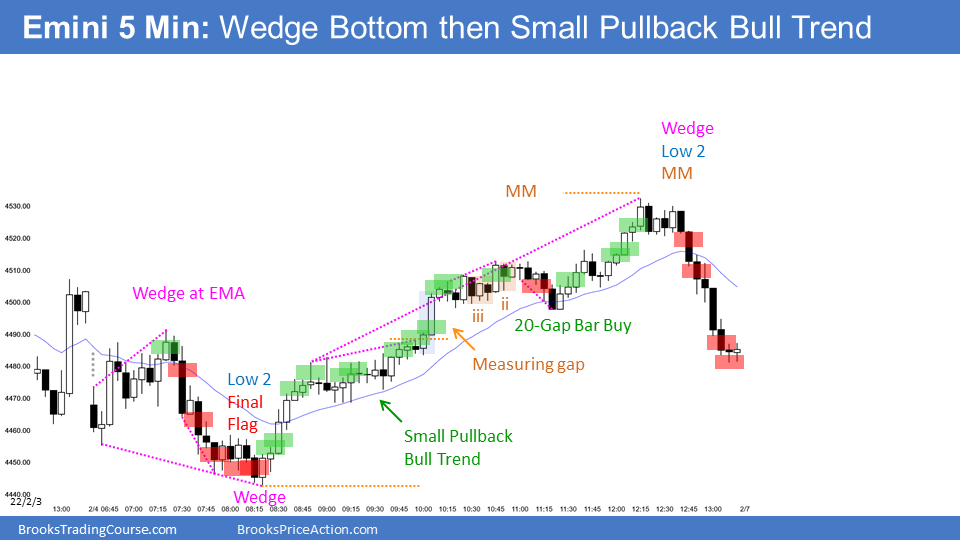 Emini 5 Min: Wedge Bottom then Small Pullback Bull Trend
Wedge
Low 2
MM
MM
4530.00
4520.00
4510.00
4500.00
4490.00
4480.00
4470.00
4460.00
4450.00
4440.00
Wedge at EMA
iii
ii
20-Gap Bar Buy
Measuring gap
Low 2
Final
Flag
Small Pullback
Bull Trend
Wedge
22/2/3
13:00 2/4 06:45 07:00 07:15 07:30 07:45 08:00 08:15 08:30 08:45 09:00 09:15 09:30 09:45 10:00 10:15 10:30 10:45 11:00 11:15 11:30 11:45 11:55 12:15 12:30 12:45 13:00 2/7
BrooksTradingCourse.com BrooksPriceAction.com